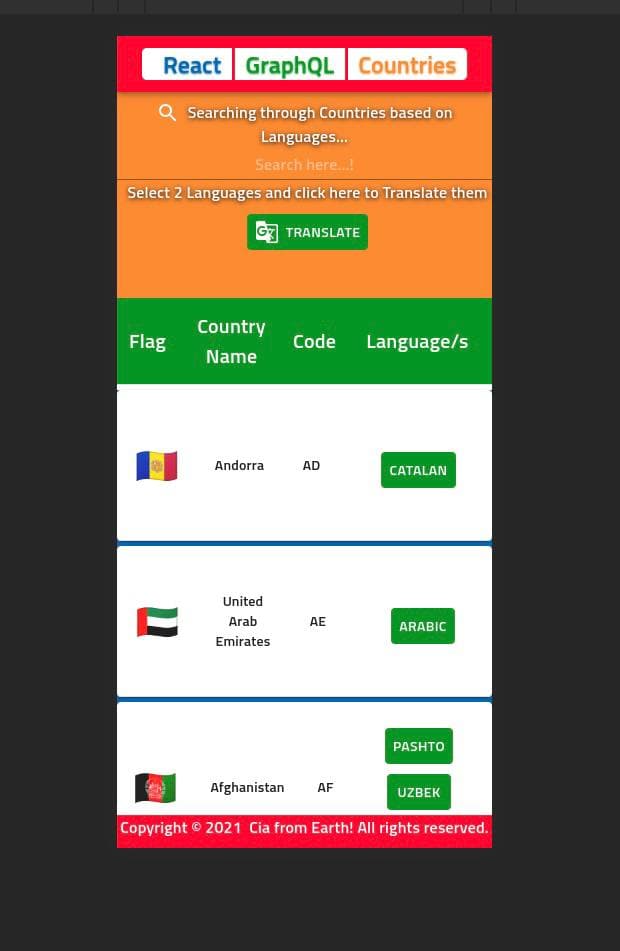 React GraphQL Countries
Searching through Countries based on
Languages...
Search here...!
Select 2 Languages and click here to Translate them
TRANSLATE
Flag Country Name Code Language/s
Andorra AD CATALAN
United Arab Emirates AE ARABIC
Afghanistan AF PASHTO
UZBEK
Copyright © 2021 Cia from Earth! All rights reserved.